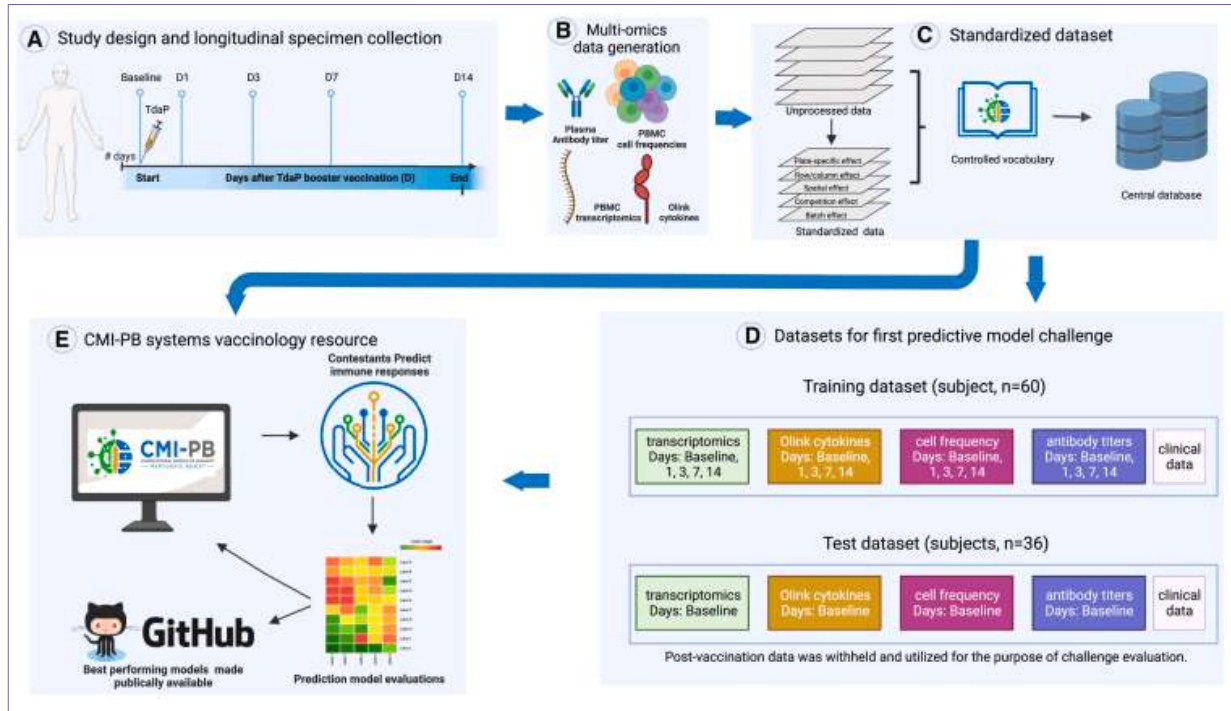 A Study design and longitudinal specimen collection
Baseline D1 D3 D7 D14
TdaP
# days
Start Days after TdaP booster vaccination (D) End
B Multi-omics
data generation
Plasma
Antibody titer
PBMC
cell frequencies
PBMC
transcriptomics
Olink
cytokines
C Standardized dataset
Unprocessed data
Plate-specific effect
Row/column effect
Spatial effect
Competition effect
Batch effect
Standardized data
Controlled vocabulary
Central database
E CMI-PB systems vaccinology resource
Contestants Predict
immune responses
CMI-PB
GitHub
Best performing models made
publically available
Prediction model evaluations
D Datasets for first predictive model challenge
Training dataset (subject, n=60)
transcriptomics
Days: Baseline,
1, 3, 7, 14
Olink cytokines
Days: Baseline,
1, 3, 7, 14
cell frequency
Days: Baseline,
1, 3, 7, 14
antibody titers
Days: Baseline,
1, 3, 7, 14
clinical
data
Test dataset (subjects, n=36)
transcriptomics
Days: Baseline
Olink cytokines
Days: Baseline
cell frequency
Days: Baseline
antibody titers
Days: Baseline
clinical
data
Post-vaccination data was withheld and utilized for the purpose of challenge evaluation.